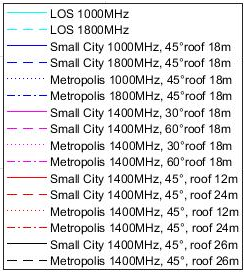 LOS 1000MHz
LOS 1800MHz
Small City 1000MHz, 45°roof 18m
Small City 1800MHz, 45°roof 18m
Metropolis 1000MHz, 45°roof 18m
Metropolis 1800MHz, 45°roof 18m
Small City 1400MHz, 30°roof 18m
Small City 1400MHz, 60°roof 18m
Metropolis 1400MHz, 30°roof 18m
Metropolis 1400MHz, 60°roof 18m
Small City 1400MHz, 45°, roof 12m
Small City 1400MHz, 45°, roof 24m
Metropolis 1400MHz, 45°, roof 12m
Metropolis 1400MHz, 45°, roof 24m
Small City 1400MHz, 45°, roof 26m
Metropolis 1400MHz, 45°, roof 26m